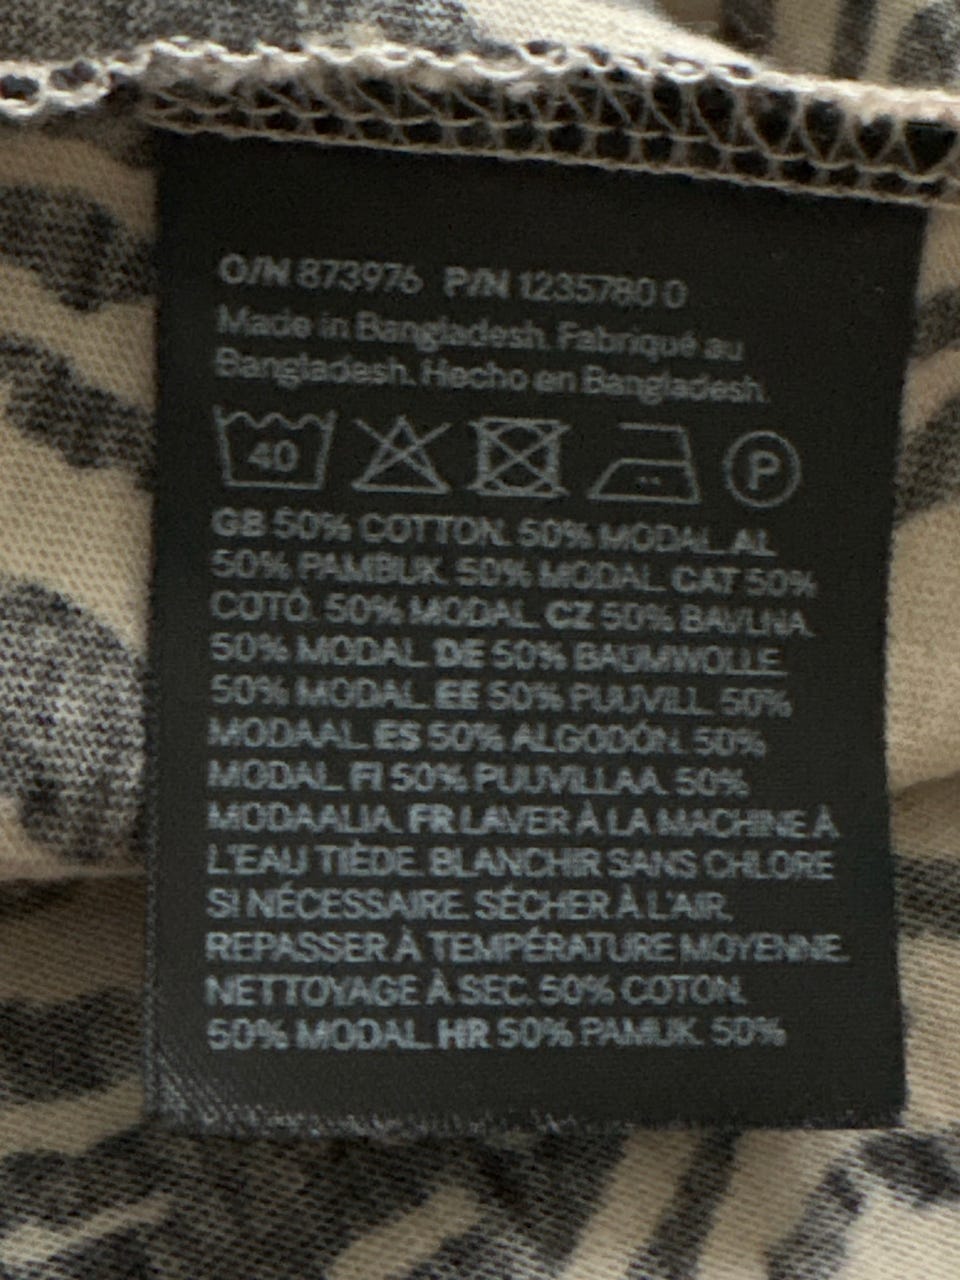 O/N 873976 P/N 1235780 0
Made in Bangladesh. Fabriqué au
Bangladesh. Hecho en Bangladesh.
40 P
GB 50% COTTON. 50% MODAL. AL
50% PAMBUK. 50% MODAL. CAT 50%
COTÓ. 50% MODAL. CZ 50% BAVLNA.
50% MODAL. DE 50% BAUMWOLLE.
50% MODAL. EE 50% PUUVILL. 50%
MODAAL. ES 50% ALGODÓN. 50%
MODAL. FI 50% PUUVILLAA. 50%
MODAALIA. FR LAVER À LA MACHINE À
L'EAU TIÈDE. BLANCHIR SANS CHLORE
SI NÉCESSAIRE. SÉCHER À L'AIR.
REPASSER À TEMPÉRATURE MOYENNE.
NETTOYAGE À SEC. 50% COTON.
50% MODAL. HR 50% PAMUK. 50%